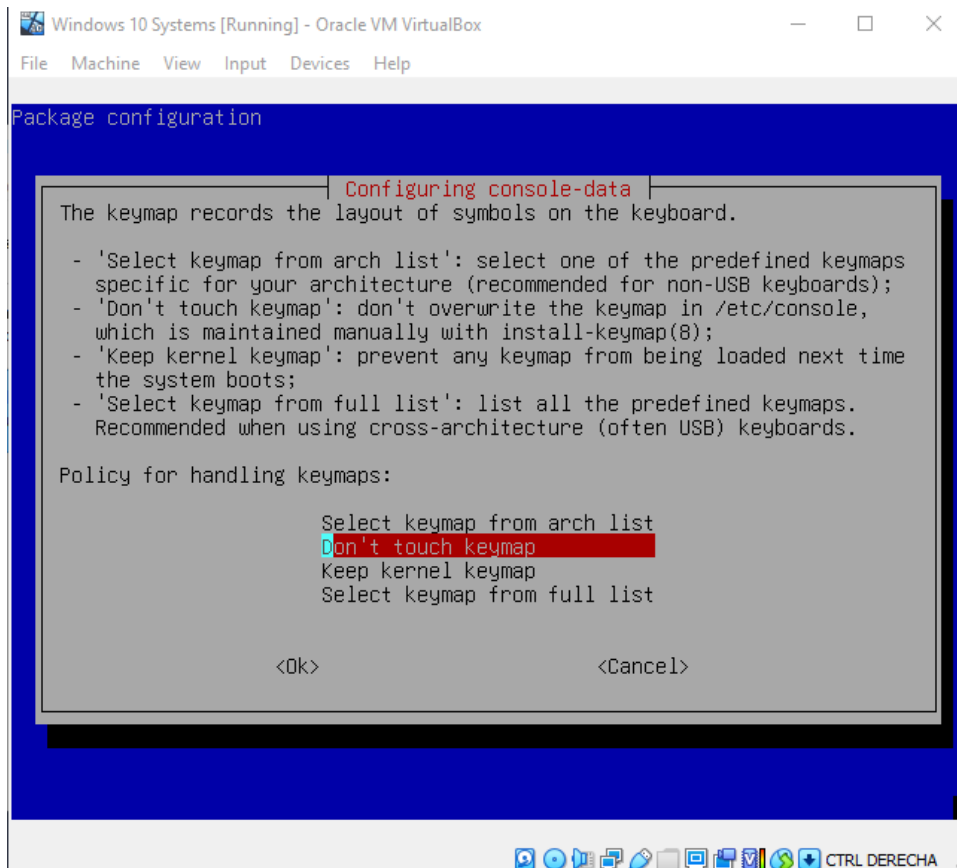 Windows 10 Systems [Running] - Oracle VM VirtualBox
File Machine View Input Devices Help
Package configuration
Configuring console-data
The keymap records the layout of symbols on the keyboard.
- 'Select keymap from arch list': select one of the predefined keymaps
specific for your architecture (recommended for non-USB keyboards);
- 'Don't touch keymap': don't overwrite the keymap in /etc/console,
which is maintained manually with install-keymap(8);
- 'Keep kernel keymap': prevent any keymap from being loaded next time
the system boots;
- 'Select keymap from full list': list all the predefined keymaps.
Recommended when using cross-architecture (often USB) keyboards.
Policy for handling keymaps:
Select keymap from arch list
Don't touch keymap
Keep kernel keymap
Select keymap from full list
<Ok> <Cancel>
CTRL DERECHA